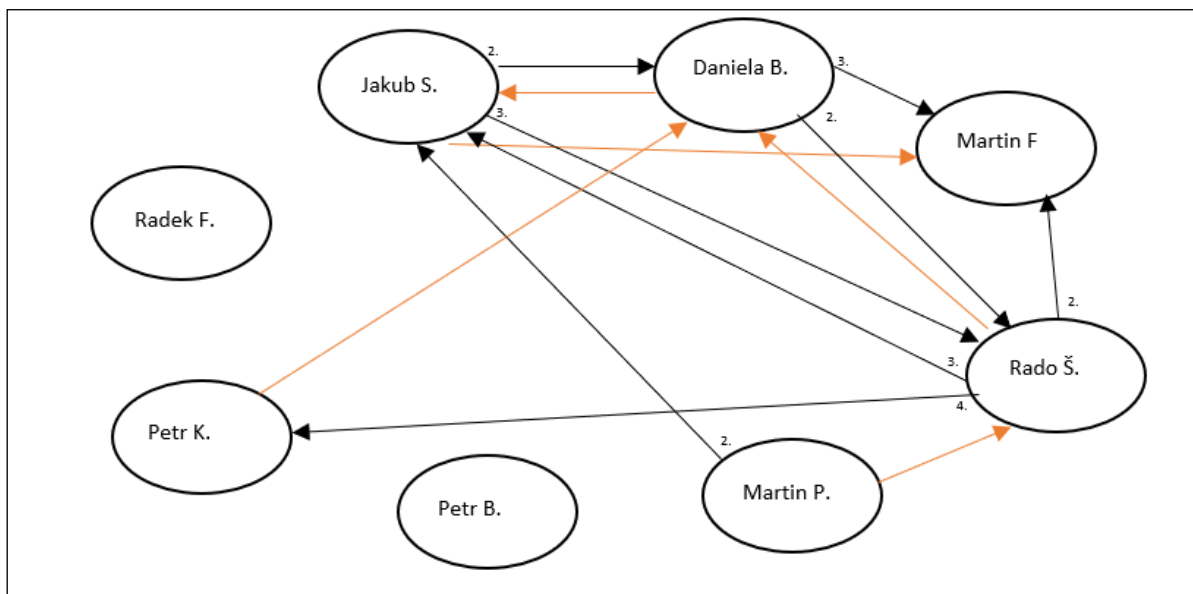 2.
Daniela B.
3.
Jakub S.
3.
2.
Martin F
Radek F.
2.
3.
Rado Š.
4.
Petr K.
2.
Martin P.
Petr B.